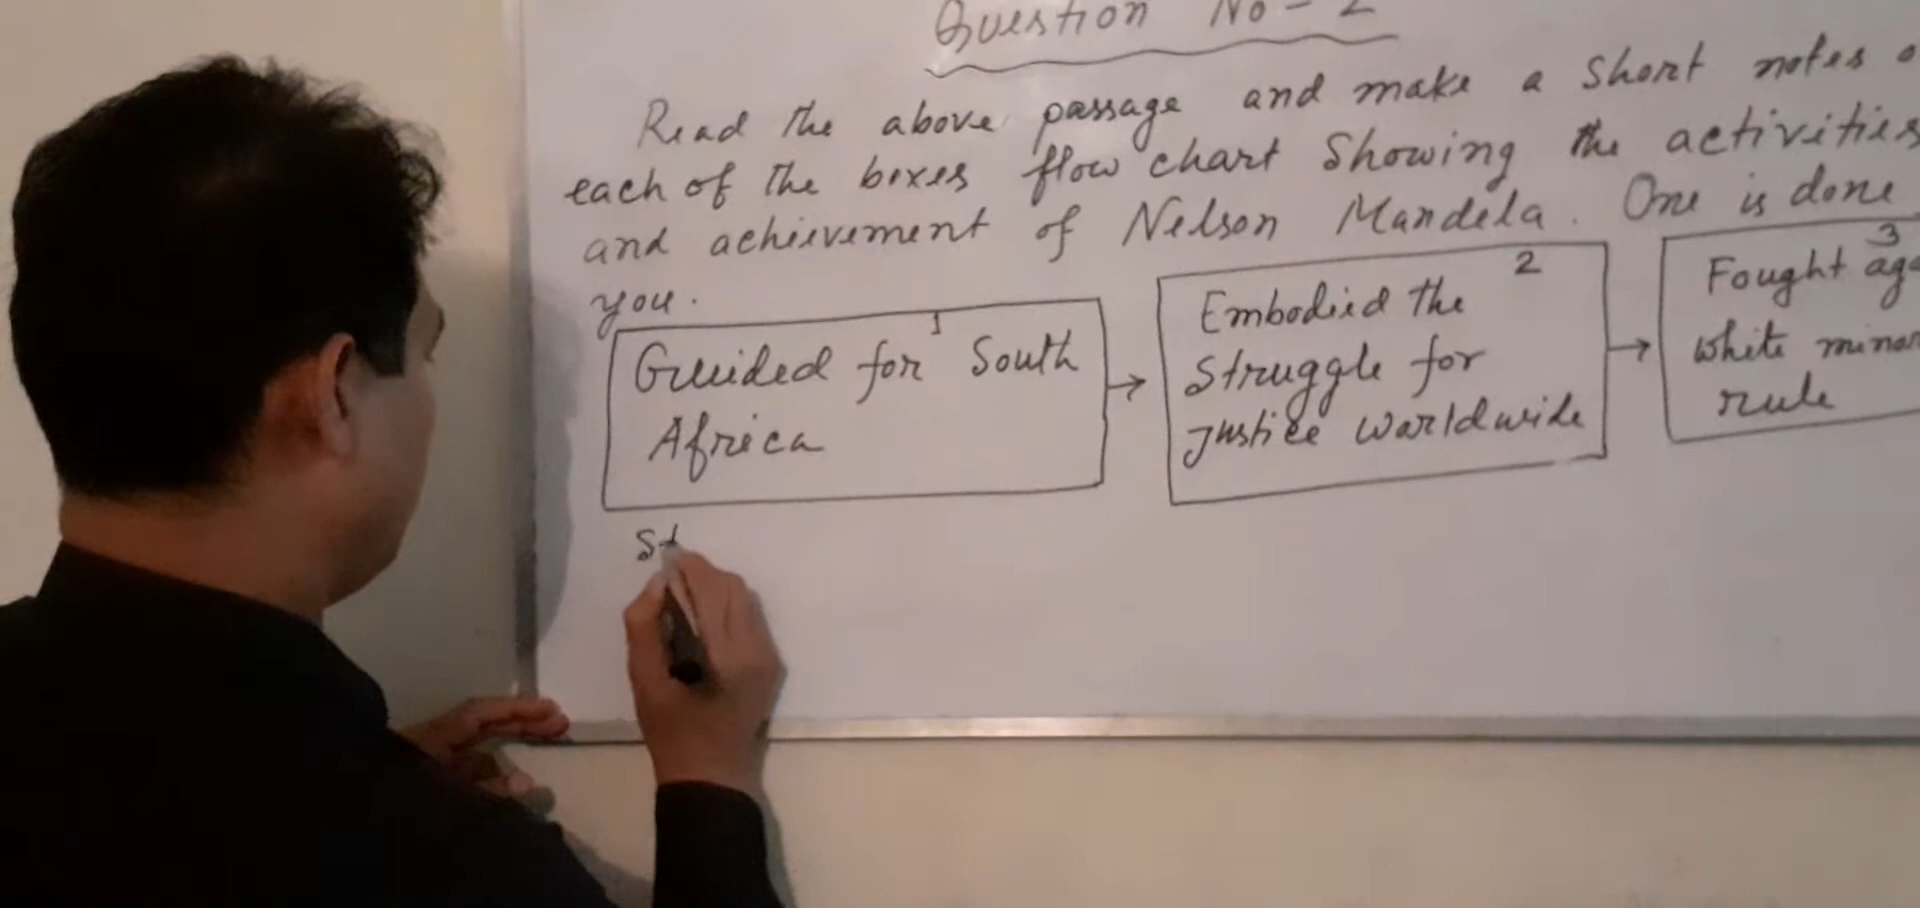 Question No - 2
Read the above passage and make a short notes
each of the boxes flow chart Showing the activities
and achievement of Nelson Mandela. One is done
you.
1
Guided for South
Africa
2
Embodied the
Struggle for
justice worldwide
3
Fought
white
rule
St